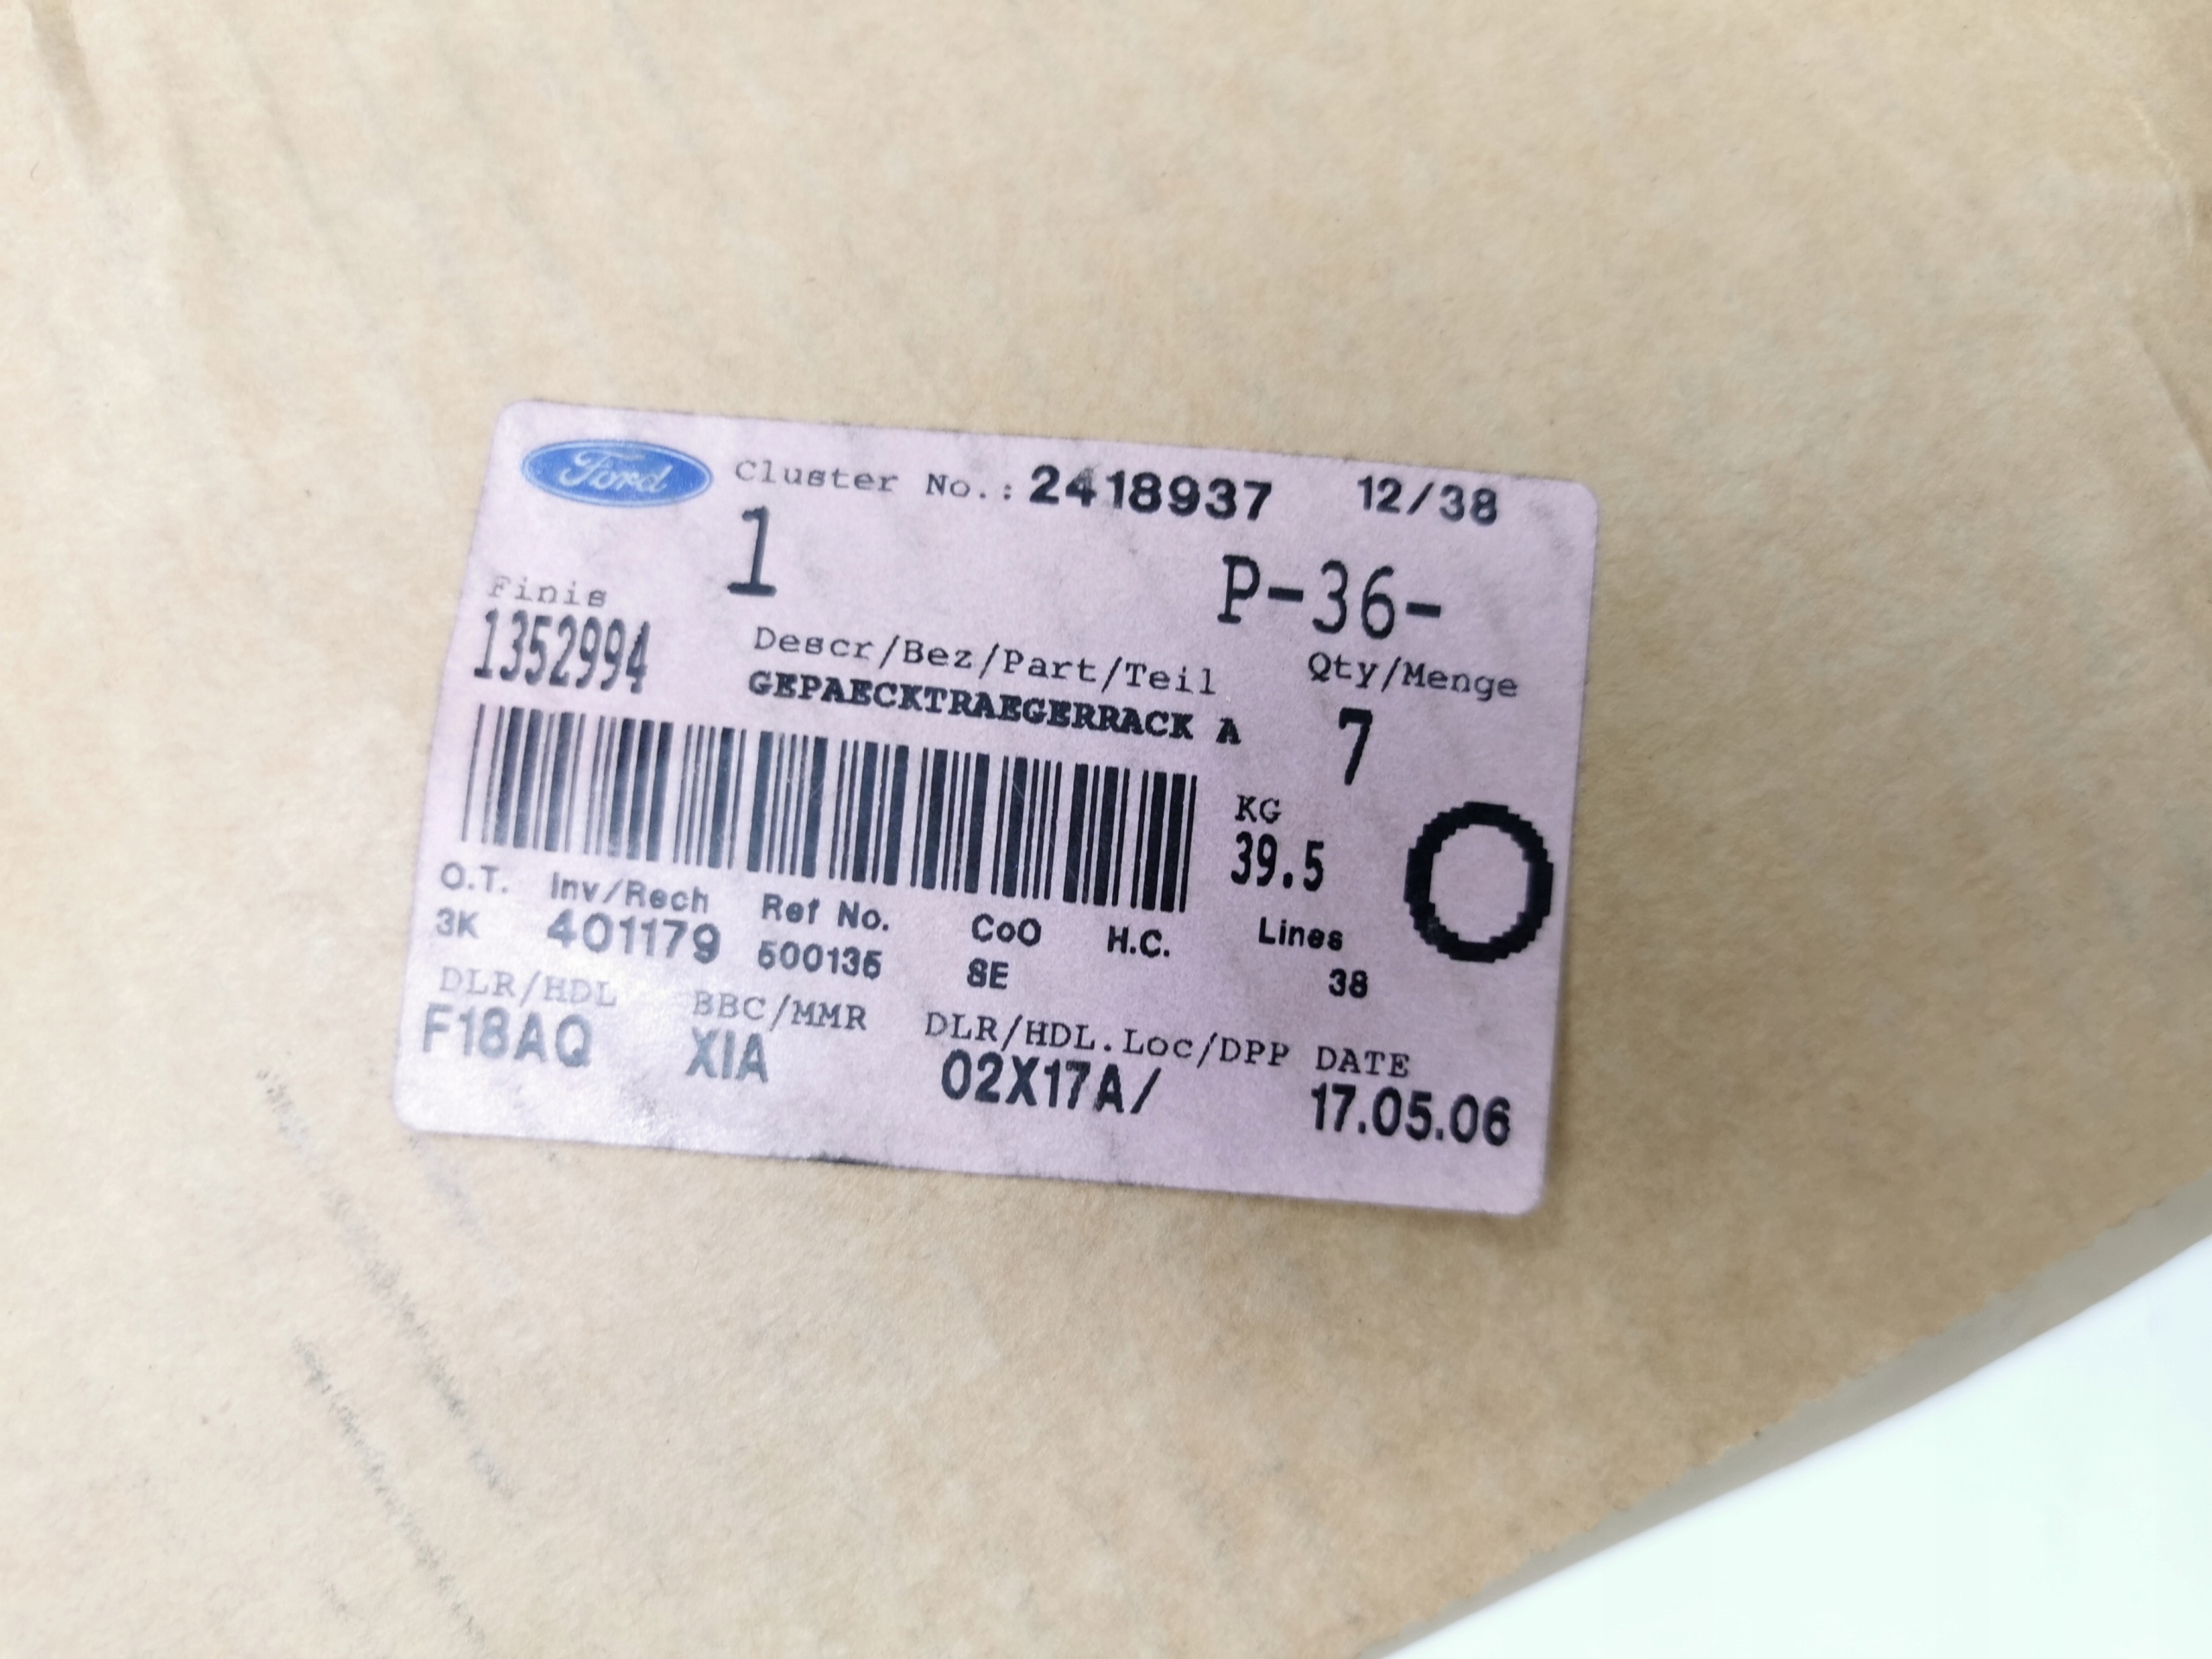 Ford Cluster No.: 2418937 12/38
1 P-36-
Finis
1352994 Descr/Bez/Part/Teil Qty/Menge
GEPAECKTRAEGERRACK A 7
KG
39.5 O
O.T. Inv/Rech Ref No. CoO H.C. Lines
3K 401179 500135 SE 38
DLR/HDL BBC/MMR DLR/HDL.Loc/DPP DATE
F18AQ XIA 02X17A/ 17.05.06